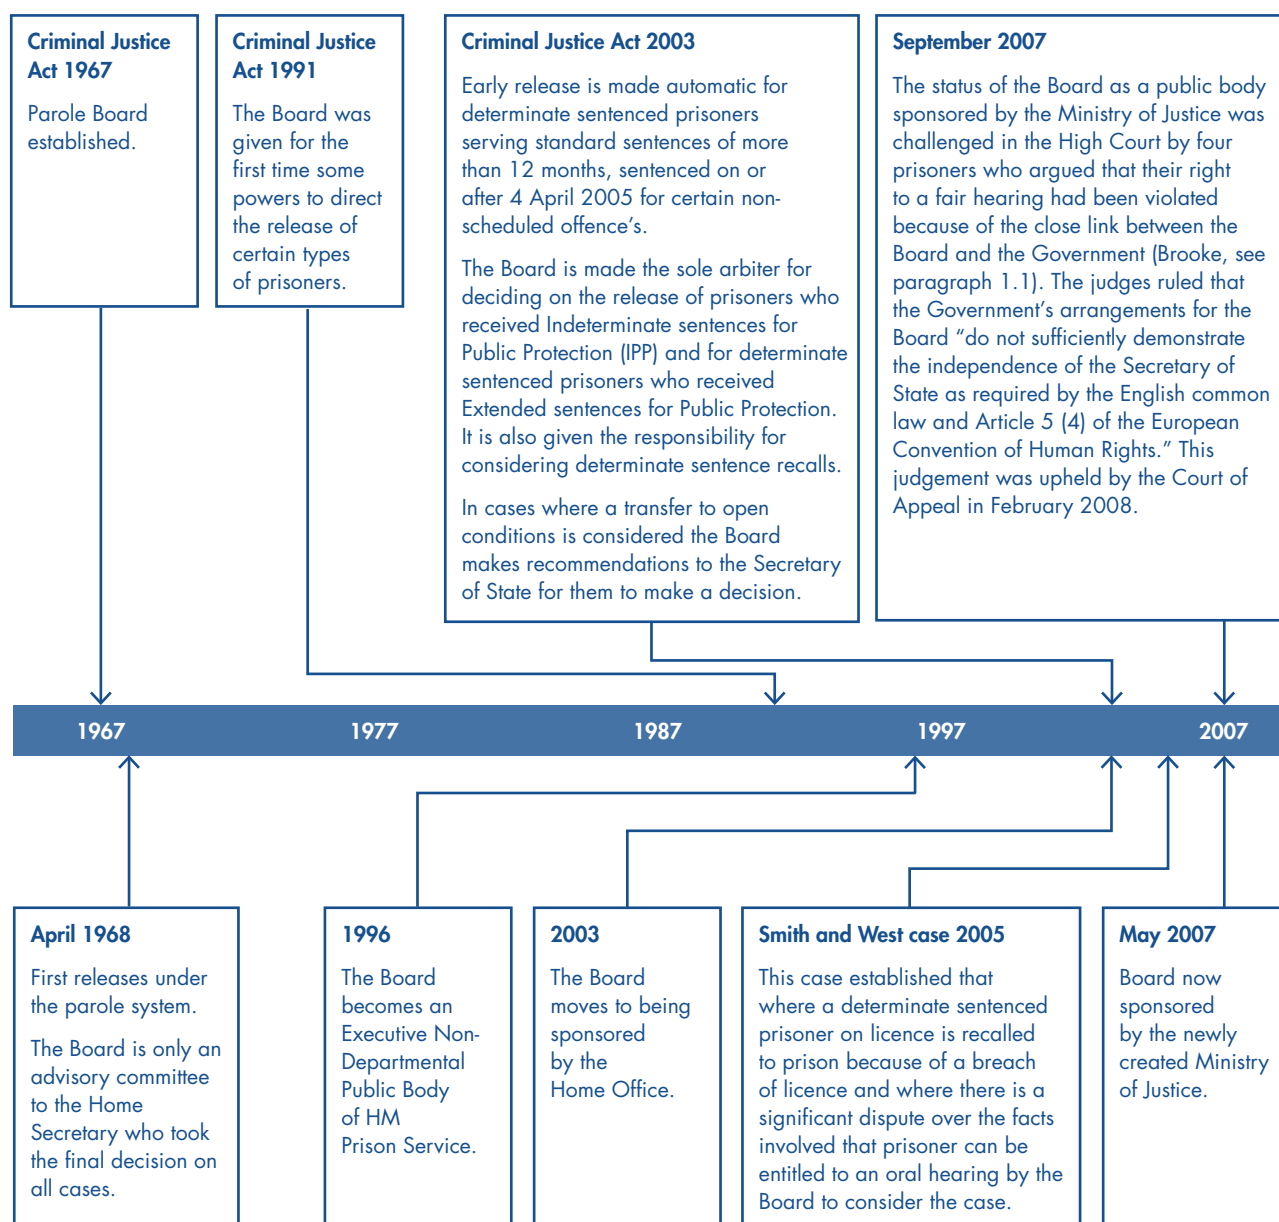 Criminal Justice
Act 1967
Parole Board
established.
Criminal Justice
Act 1991
The Board was
given for the
first time some
powers to direct
the release of
certain types
of prisoners.
Criminal Justice Act 2003
Early release is made automatic for
determinate sentenced prisoners
serving standard sentences of more
than 12 months, sentenced on or
after 4 April 2005 for certain non-
scheduled offence's.
The Board is made the sole arbiter for
deciding on the release of prisoners who
received Indeterminate sentences for
Public Protection (IPP) and for determinate
sentenced prisoners who received
Extended sentences for Public Protection.
It is also given the responsibility for
considering determinate sentence recalls.
In cases where a transfer to open
conditions is considered the Board
makes recommendations to the Secretary
of State for them to make a decision.
September 2007
The status of the Board as a public body
sponsored by the Ministry of Justice was
challenged in the High Court by four
prisoners who argued that their right
to a fair hearing had been violated
because of the close link between the
Board and the Government (Brooke, see
paragraph 1.1). The judges ruled that
the Government's arrangements for the
Board “do not sufficiently demonstrate
the independence of the Secretary of
State as required by the English common
law and Article 5 (4) of the European
Convention of Human Rights.” This
judgement was upheld by the Court of
Appeal in February 2008.
1967 1977 1987 1997 2007
April 1968
First releases under
the parole system.
The Board is only an
advisory committee
to the Home
Secretary who took
the final decision on
all cases.
1996
The Board
becomes an
Executive Non-
Departmental
Public Body
of HM
Prison Service.
2003
The Board
moves to being
sponsored
by the
Home Office.
Smith and West case 2005
This case established that
where a determinate sentenced
prisoner on licence is recalled
to prison because of a breach
of licence and where there is a
significant dispute over the facts
involved that prisoner can be
entitled to an oral hearing by the
Board to consider the case.
May 2007
Board now
sponsored
by the newly
created Ministry
of Justice.